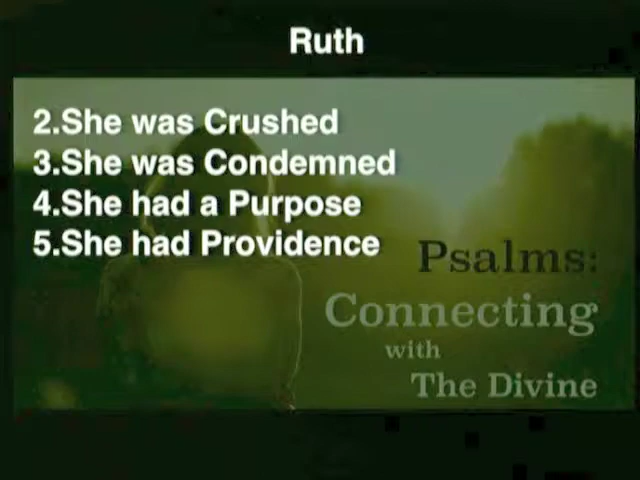 Ruth
2.She was Crushed
3.She was Condemned
4.She had a Purpose
5.She had Providence
Psalms:
Connecting
with
The Divine